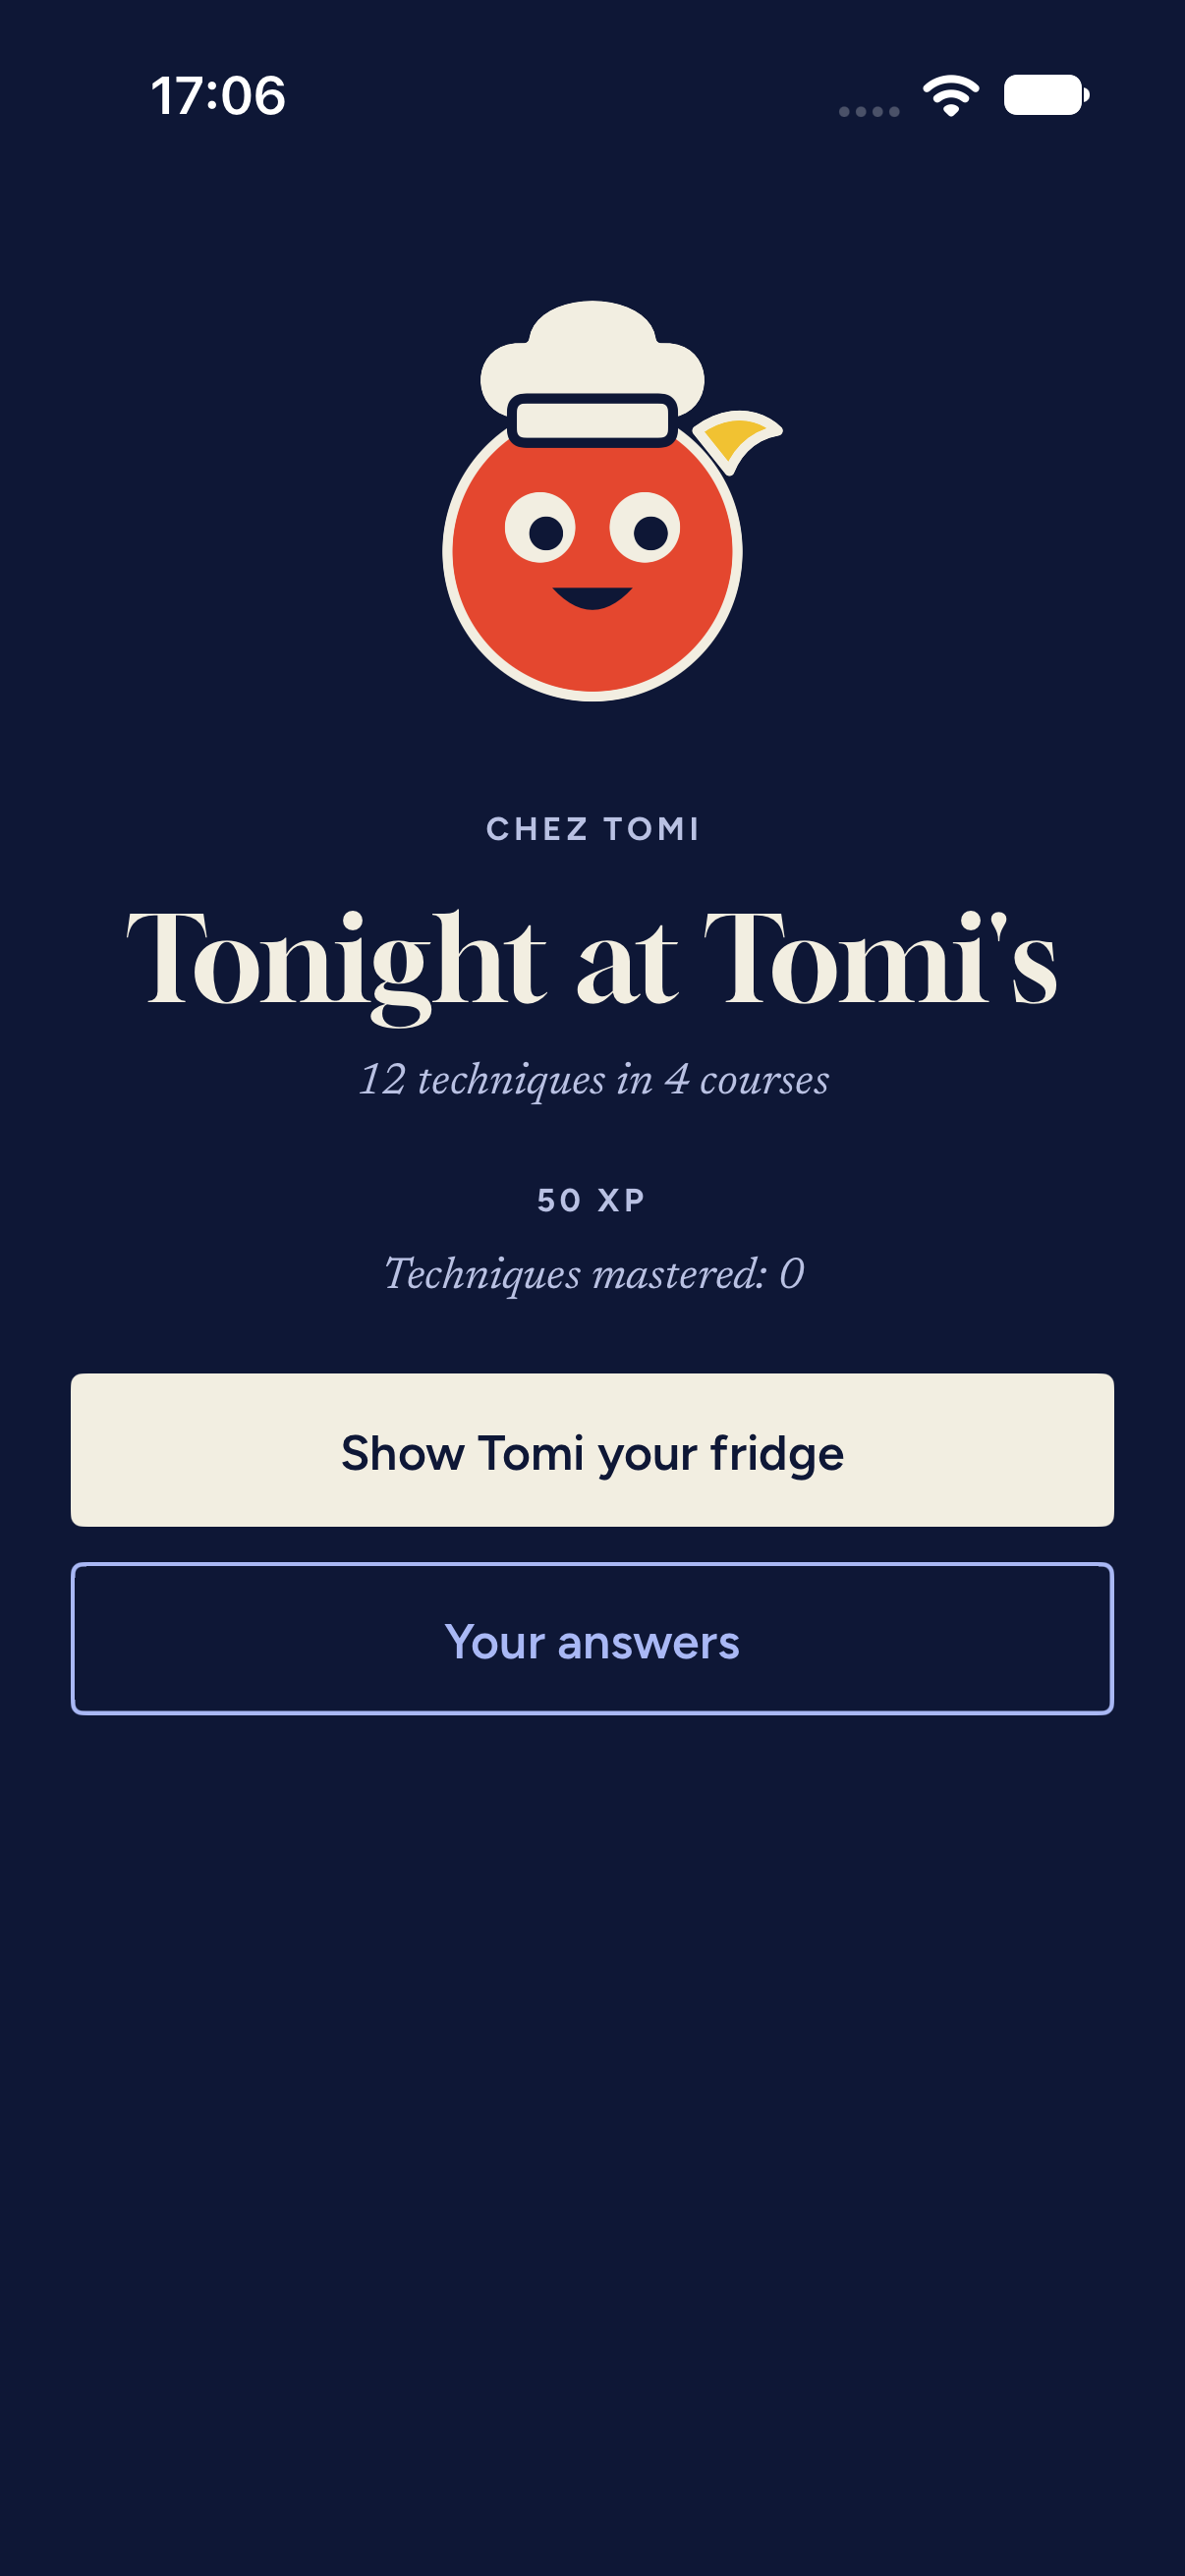 17:06
CHEZ TOMI
Tonight at Tomi's
12 techniques in 4 courses
50 XP
Techniques mastered: 0
Show Tomi your fridge
Your answers